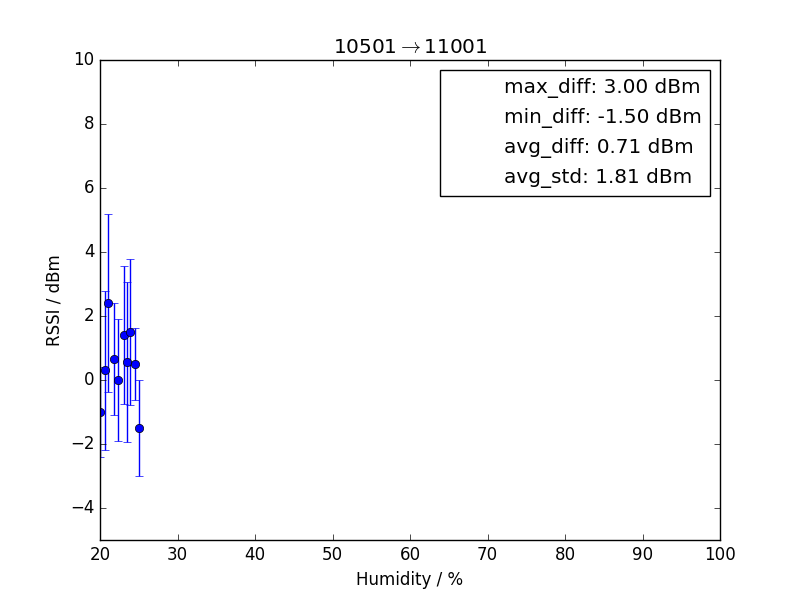 10501→11001
max_diff: 3.00 dBm
min_diff: -1.50 dBm
avg_diff: 0.71 dBm
avg_std: 1.81 dBm
RSSI / dBm
10
8
6
4
2
0
−2
−4
20 30 40 50 60 70 80 90 100
Humidity / %